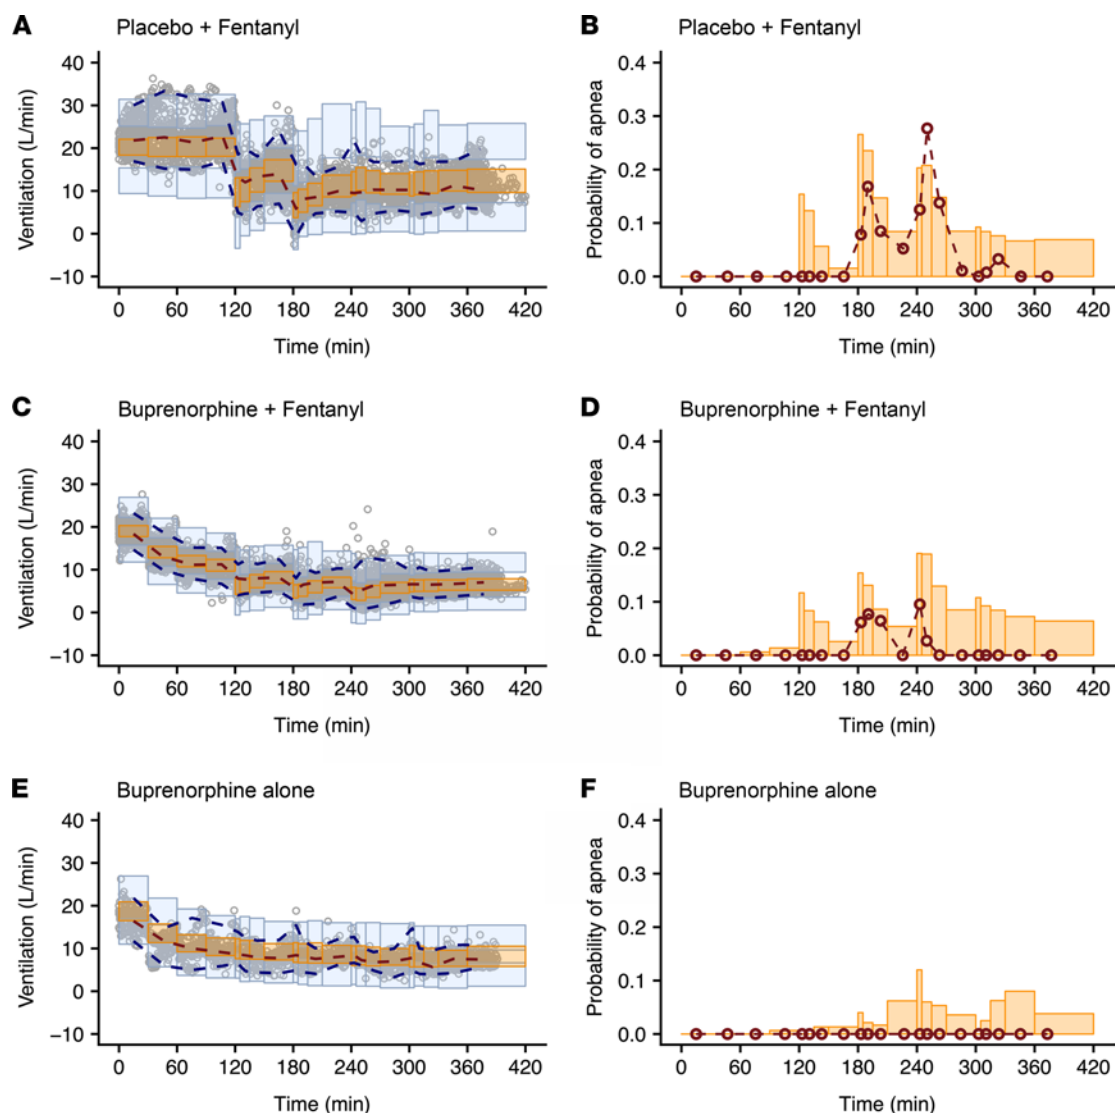 A Placebo + Fentanyl
Ventilation (L/min)
40
30
20
10
0
−10
0 60 120 180 240 300 360 420
Time (min)
B Placebo + Fentanyl
Probability of apnea
0.4
0.3
0.2
0.1
0.0
0 60 120 180 240 300 360 420
Time (min)
C Buprenorphine + Fentanyl
Ventilation (L/min)
40
30
20
10
0
−10
0 60 120 180 240 300 360 420
Time (min)
D Buprenorphine + Fentanyl
Probability of apnea
0.4
0.3
0.2
0.1
0.0
0 60 120 180 240 300 360 420
Time (min)
E Buprenorphine alone
Ventilation (L/min)
40
30
20
10
0
−10
0 60 120 180 240 300 360 420
Time (min)
F Buprenorphine alone
Probability of apnea
0.4
0.3
0.2
0.1
0.0
0 60 120 180 240 300 360 420
Time (min)